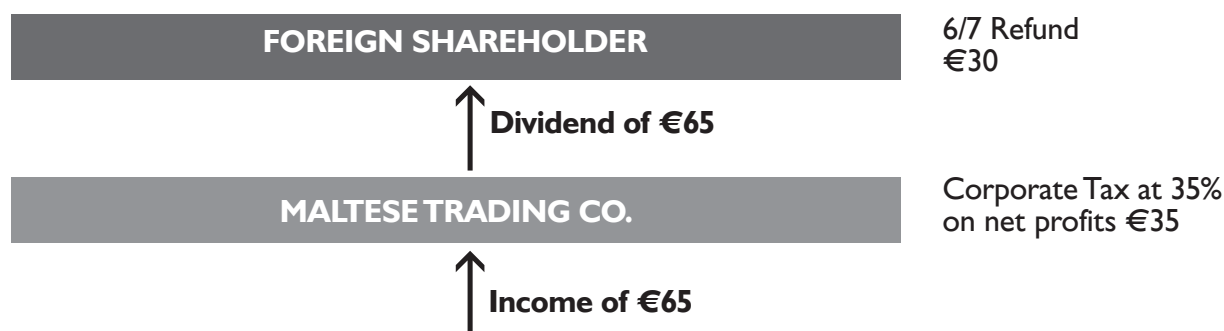 FOREIGN SHAREHOLDER
6/7 Refund
€30
Dividend of €65
MALTESE TRADING CO.
Corporate Tax at 35%
on net profits €35
Income of €65